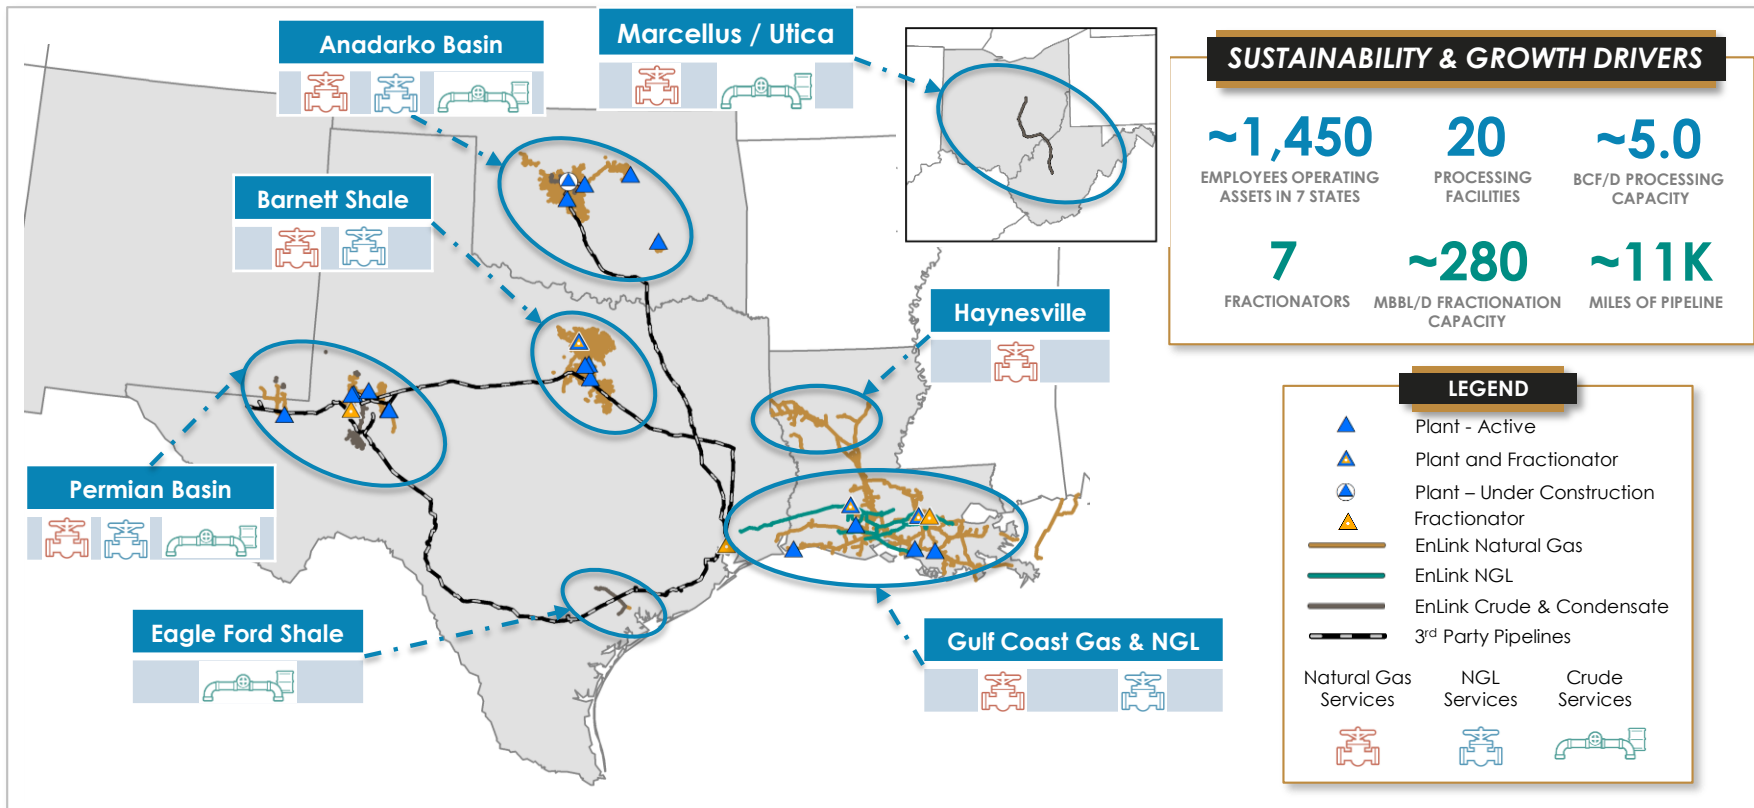 Anadarko Basin
Marcellus / Utica
Barnett Shale
Haynesville
Permian Basin
Eagle Ford Shale
Gulf Coast Gas & NGL
SUSTAINABILITY & GROWTH DRIVERS
~1,450
EMPLOYEES OPERATING
ASSETS IN 7 STATES
20
PROCESSING
FACILITIES
~5.0
BCF/D PROCESSING
CAPACITY
7
FRACTIONATORS
~280
MBBL/D FRACTIONATION
CAPACITY
~11K
MILES OF PIPELINE
LEGEND
Plant - Active
Plant and Fractionator
Plant – Under Construction
Fractionator
EnLink Natural Gas
EnLink NGL
EnLink Crude & Condensate
3rd Party Pipelines
Natural Gas
Services
NGL
Services
Crude
Services